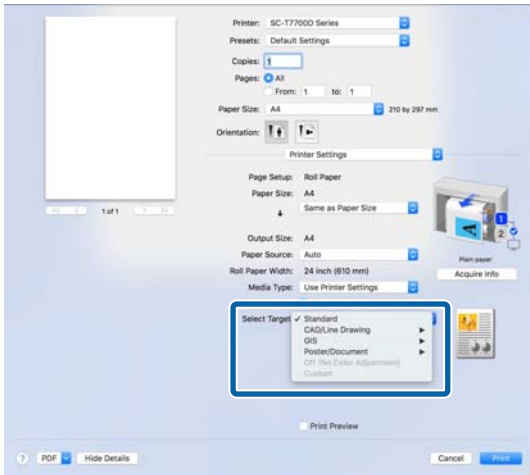 Printer: SC-T7700D Series
Presets: Default Settings
Copies: 1
Pages: All
From: 1 to: 1
Paper Size: A4 210 by 297 mm
Orientation:
Printer Settings
Page Setup: Roll Paper
Paper Size: A4
Same as Paper Size
Output Size: A4
Paper Source: Auto
Roll Paper Width: 24 inch (610 mm)
Media Type: Use Printer Settings
1
2
A
Plain paper
Acquire Info
1 of 1
Select Target ✓ Standard
CAD/Line Drawing
GIS
Poster/Document
Off (No Color Adjustment)
Custom
Print Preview
? PDF Hide Details Cancel Print